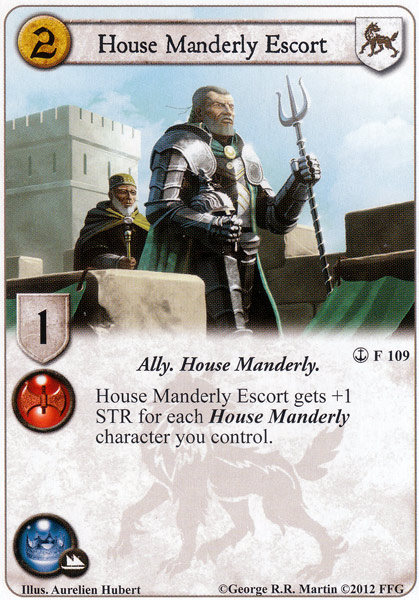 2
House Manderly Escort
1
F 109
Ally. House Manderly.
House Manderly Escort gets +1
STR for each House Manderly
character you control.
Illus. Aurelien Hubert
©George R.R. Martin ©2012 FFG